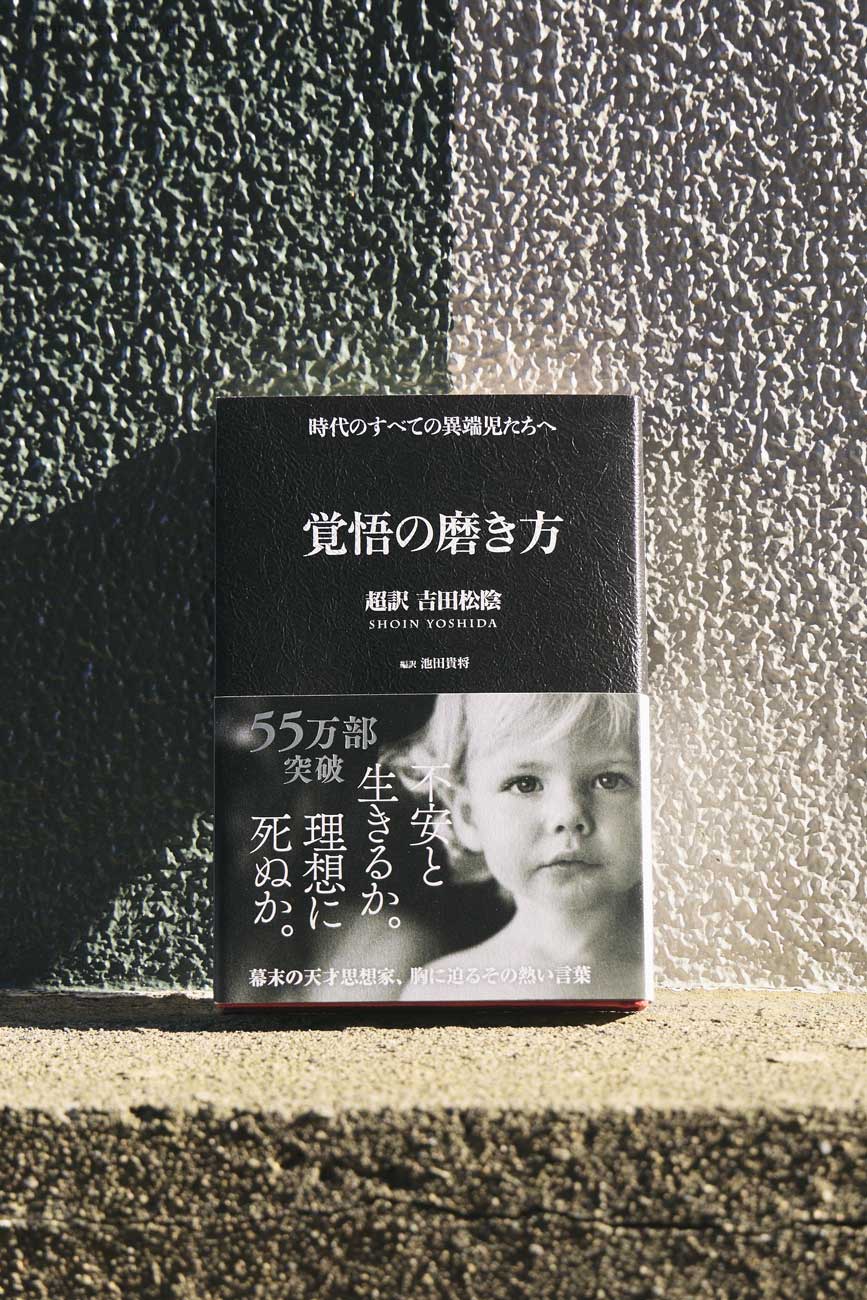 時代のすべての異端児たちへ
覚悟の磨き方
超訳 吉田松陰
SHOIN YOSHIDA
編訳 池田貴将
55万部
突破
不安と
生きるか。
理想に
死ぬか。
幕末の天才思想家、胸に迫るその熱い言葉